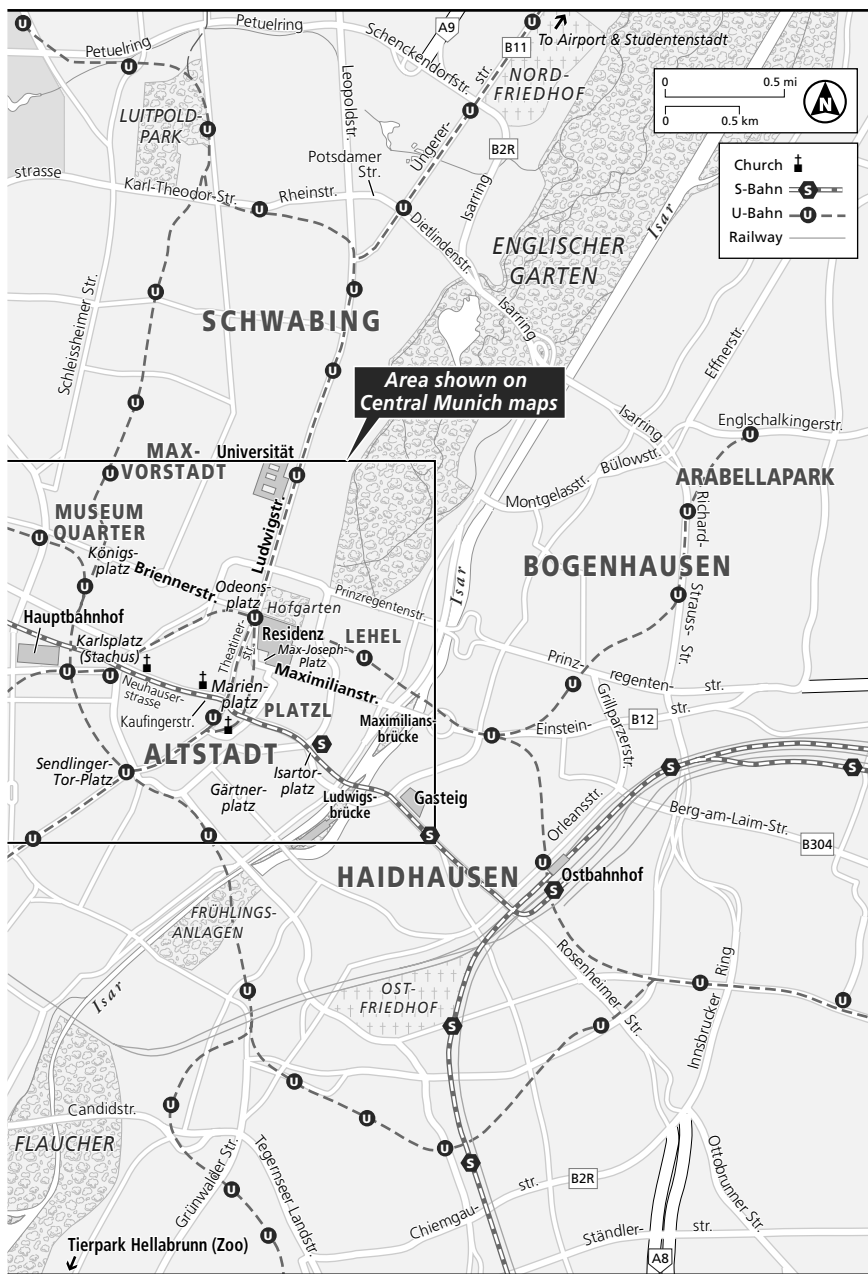 Petuelring
Petuelring
Schenckendorfstr.
A9
B11
To Airport & Studentenstadt
NORD-
FRIEDHOF
0 0.5 mi
0 0.5 km
N
Church
S-Bahn
U-Bahn
Railway
LUITPOLD-
PARK
Leopoldstr.
Ungerer-
str.
B2R
Potsdamer
Str.
strasse
Karl-Theodor-Str.
Rheinstr.
Dietlindenstr.
Isarring
Isar
ENGLISCHER
GARTEN
Isarring
Schleissheimer Str.
SCHWABING
Effnerstr.
Area shown on
Central Munich maps
Isarring
Englschalkingerstr.
MAX-
VORSTADT
Universität
Bülowstr.
Montgelasstr.
ARABELLAPARK
MUSEUM
QUARTER
Ludwigstr.
Richard-
Strauss-
Str.
Königs-
platz
Briennerstr.
BOGENHAUSEN
Odeons-
platz
Hofgarten
Prinzregentenstr.
Isar
Hauptbahnhof
Karlsplatz
(Stachus)
Theatiner-
str.
Residenz
Max-Joseph-
Platz
LEHEL
Prinz-
regenten-
str.
Neuhauser-
strasse
Marien-
platz
Maximilianstr.
Kaufingerstr.
PLATZL
Maximilians-
brücke
Grillparzerstr.
Einstein-
str.
B12
ALTSTADT
Sendlinger-
Tor-Platz
Isartor-
platz
Gärtner-
platz
Ludwigs-
brücke
Gasteig
Orleansstr.
Berg-am-Laim-Str.
B304
HAIDHAUSEN
Ostbahnhof
FRÜHLINGS-
ANLAGEN
Isar
OST-
FRIEDHOF
Rosenheimer
Str.
Innsbrucker
Ring
Candidstr.
FLAUCHER
Grünwalder Str.
Tegernseer Landstr.
Chiemgau-
str.
B2R
Ottobrunner Str.
Ständler-
str.
A8
Tierpark Hellabrunn (Zoo)